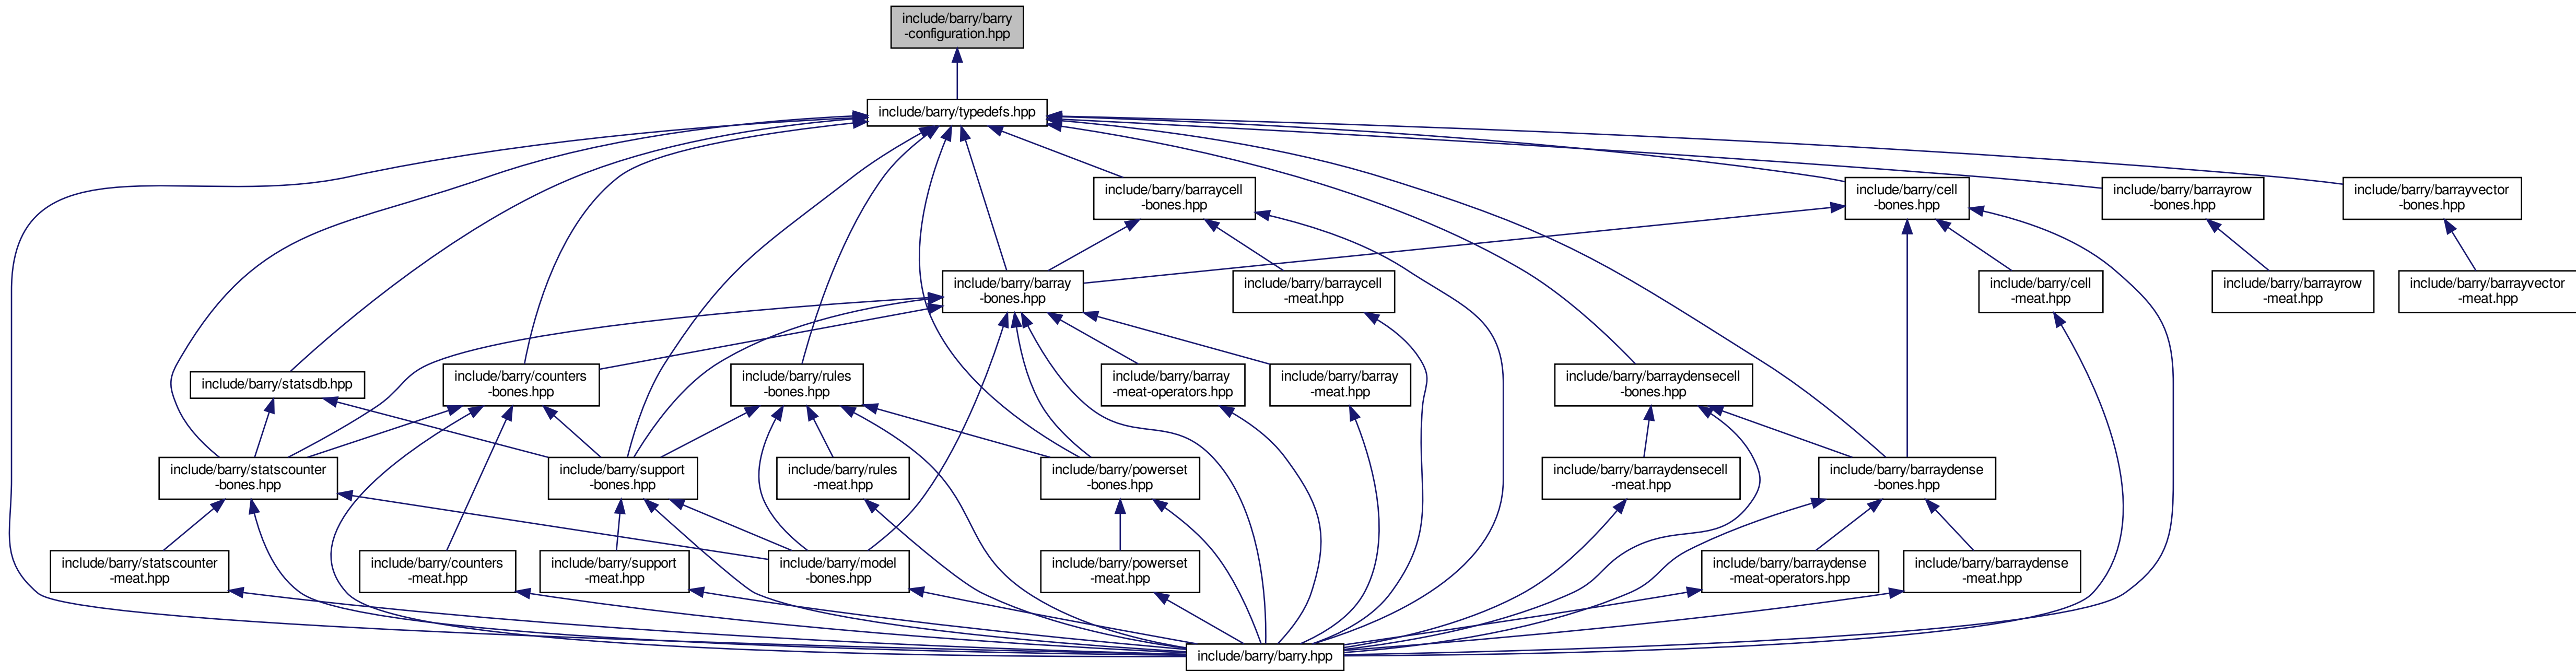 include/barry/barry
-configuration.hpp
include/barry/typedefs.hpp
include/barry/barraycell
-bones.hpp
include/barry/cell
-bones.hpp
include/barry/barrayrow
-bones.hpp
include/barry/barrayvector
-bones.hpp
include/barry/barray
-bones.hpp
include/barry/barraycell
-meat.hpp
include/barry/cell
-meat.hpp
include/barry/barrayrow
-meat.hpp
include/barry/barrayvector
-meat.hpp
include/barry/statsdb.hpp
include/barry/counters
-bones.hpp
include/barry/rules
-bones.hpp
include/barry/barray
-meat-operators.hpp
include/barry/barray
-meat.hpp
include/barry/barraydensecell
-bones.hpp
include/barry/statscounter
-bones.hpp
include/barry/support
-bones.hpp
include/barry/rules
-meat.hpp
include/barry/powerset
-bones.hpp
include/barry/barraydensecell
-meat.hpp
include/barry/barraydense
-bones.hpp
include/barry/statscounter
-meat.hpp
include/barry/counters
-meat.hpp
include/barry/support
-meat.hpp
include/barry/model
-bones.hpp
include/barry/powerset
-meat.hpp
include/barry/barraydense
-meat-operators.hpp
include/barry/barraydense
-meat.hpp
include/barry/barry.hpp